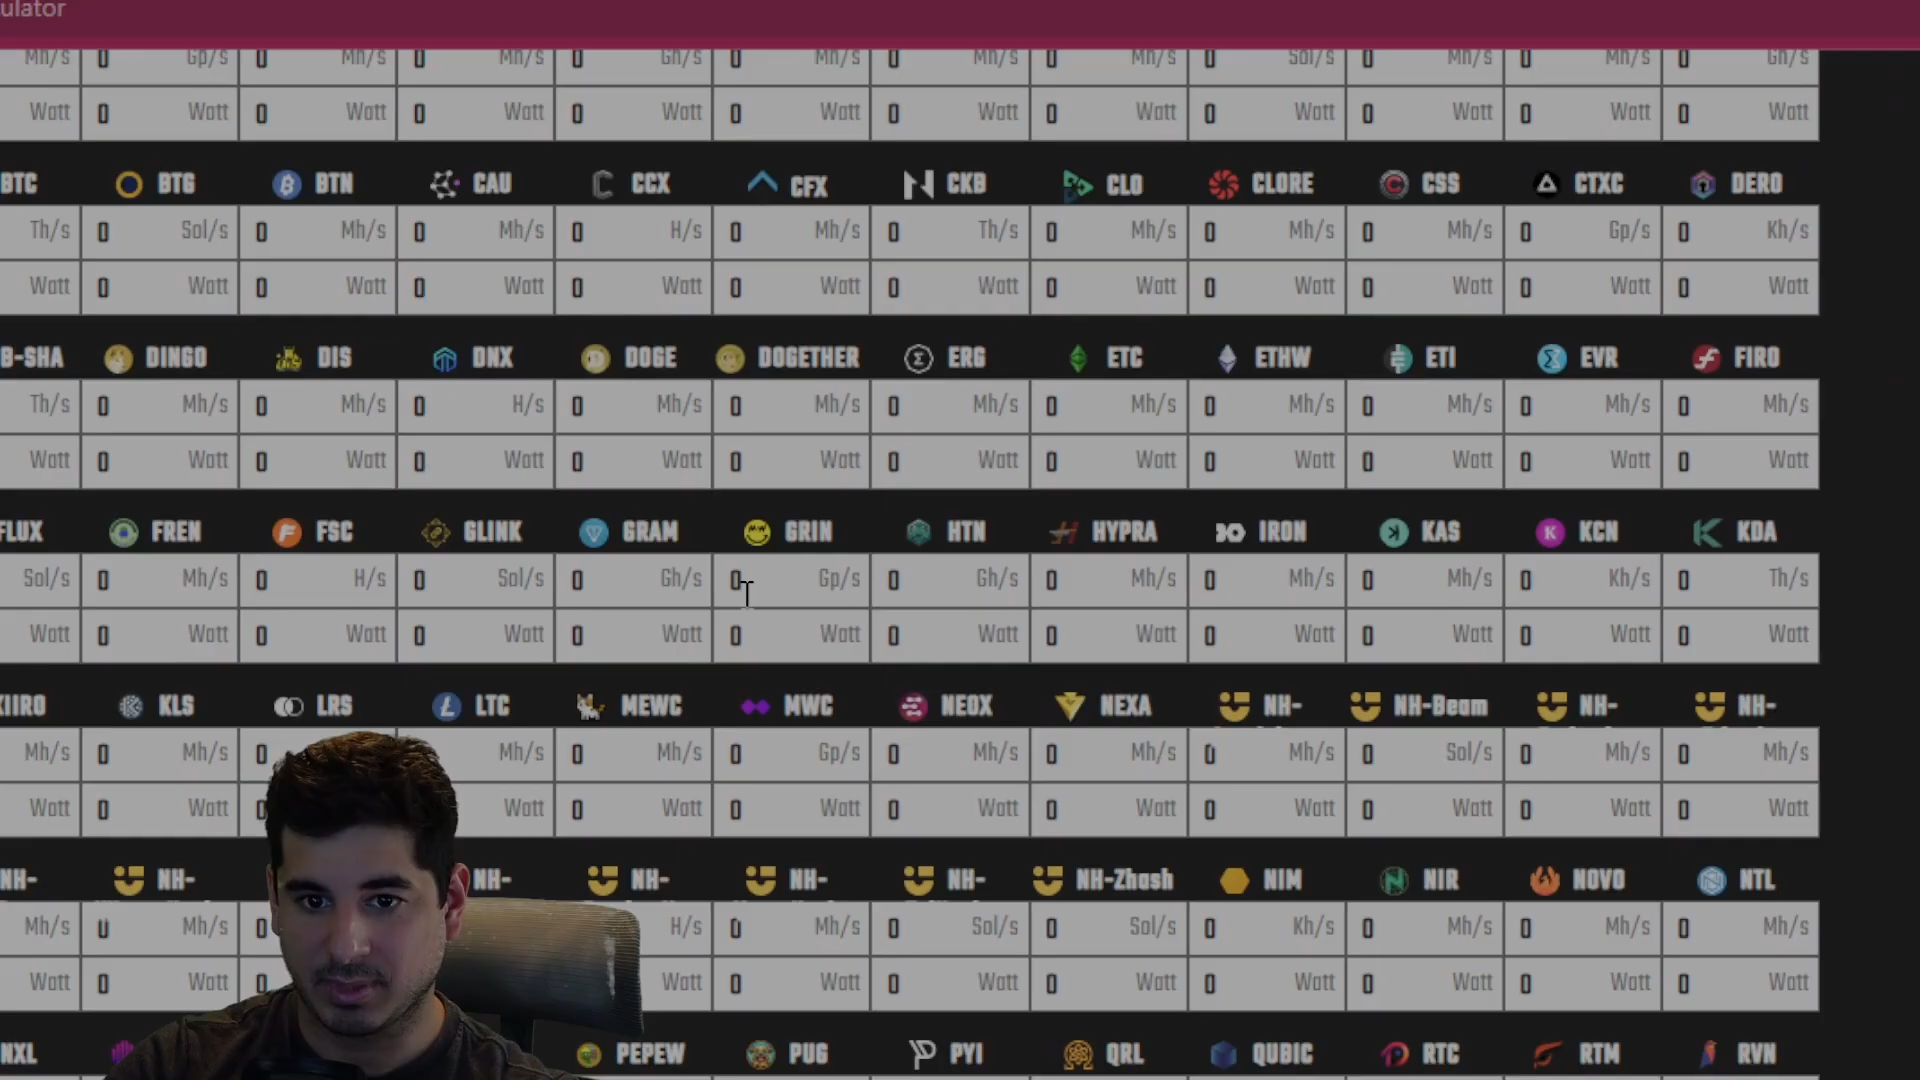 ulator
Mh/s 0 Gp/s 0 Mh/s 0 Mh/s 0 Gh/s 0 Mh/s 0 Mh/s 0 Mh/s 0 Sol/s 0 Mh/s 0 Mh/s 0 Gh/s
Watt 0 Watt 0 Watt 0 Watt 0 Watt 0 Watt 0 Watt 0 Watt 0 Watt 0 Watt 0 Watt 0 Watt
BTC BTG BTN CAU CCX CFX CKB CLO CLORE CSS CTXC DERO
Th/s 0 Sol/s 0 Mh/s 0 Mh/s 0 H/s 0 Mh/s 0 Th/s 0 Mh/s 0 Mh/s 0 Mh/s 0 Gp/s 0 Kh/s
Watt 0 Watt 0 Watt 0 Watt 0 Watt 0 Watt 0 Watt 0 Watt 0 Watt 0 Watt 0 Watt 0 Watt
B-SHA DINGO DIS DNX DOGE DOGETHER ERG ETC ETHW ETI EVR FIRO
Th/s 0 Mh/s 0 Mh/s 0 H/s 0 Mh/s 0 Mh/s 0 Mh/s 0 Mh/s 0 Mh/s 0 Mh/s 0 Mh/s 0 Mh/s
Watt 0 Watt 0 Watt 0 Watt 0 Watt 0 Watt 0 Watt 0 Watt 0 Watt 0 Watt 0 Watt 0 Watt
FLUX FREN FSC GLINK GRAM GRIN HTN HYPRA IRON KAS KCN KDA
Sol/s 0 Mh/s 0 H/s 0 Sol/s 0 Gh/s 0 Gp/s 0 Gh/s 0 Mh/s 0 Mh/s 0 Mh/s 0 Kh/s 0 Th/s
Watt 0 Watt 0 Watt 0 Watt 0 Watt 0 Watt 0 Watt 0 Watt 0 Watt 0 Watt 0 Watt 0 Watt
KIIRO KLS LRS LTC MEWC MWC NEOX NEXA NH- NH-Beam NH- NH-
Mh/s 0 Mh/s 0 Mh/s 0 Mh/s 0 Gp/s 0 Mh/s 0 Mh/s 0 Mh/s 0 Sol/s 0 Mh/s 0 Mh/s
Watt 0 Watt 0 Watt 0 Watt 0 Watt 0 Watt 0 Watt 0 Watt 0 Watt 0 Watt 0 Watt
NH- NH- NH- NH- NH- NH- NH-Zhash NIM NIR NOVO NTL
Mh/s 0 Mh/s 0 H/s 0 Mh/s 0 Sol/s 0 Sol/s 0 Kh/s 0 Mh/s 0 Mh/s 0 Mh/s
Watt 0 Watt 0 Watt 0 Watt 0 Watt 0 Watt 0 Watt 0 Watt 0 Watt 0 Watt
NXL PEPEW PUG PYI QRL QUBIC RTC RTM RVN